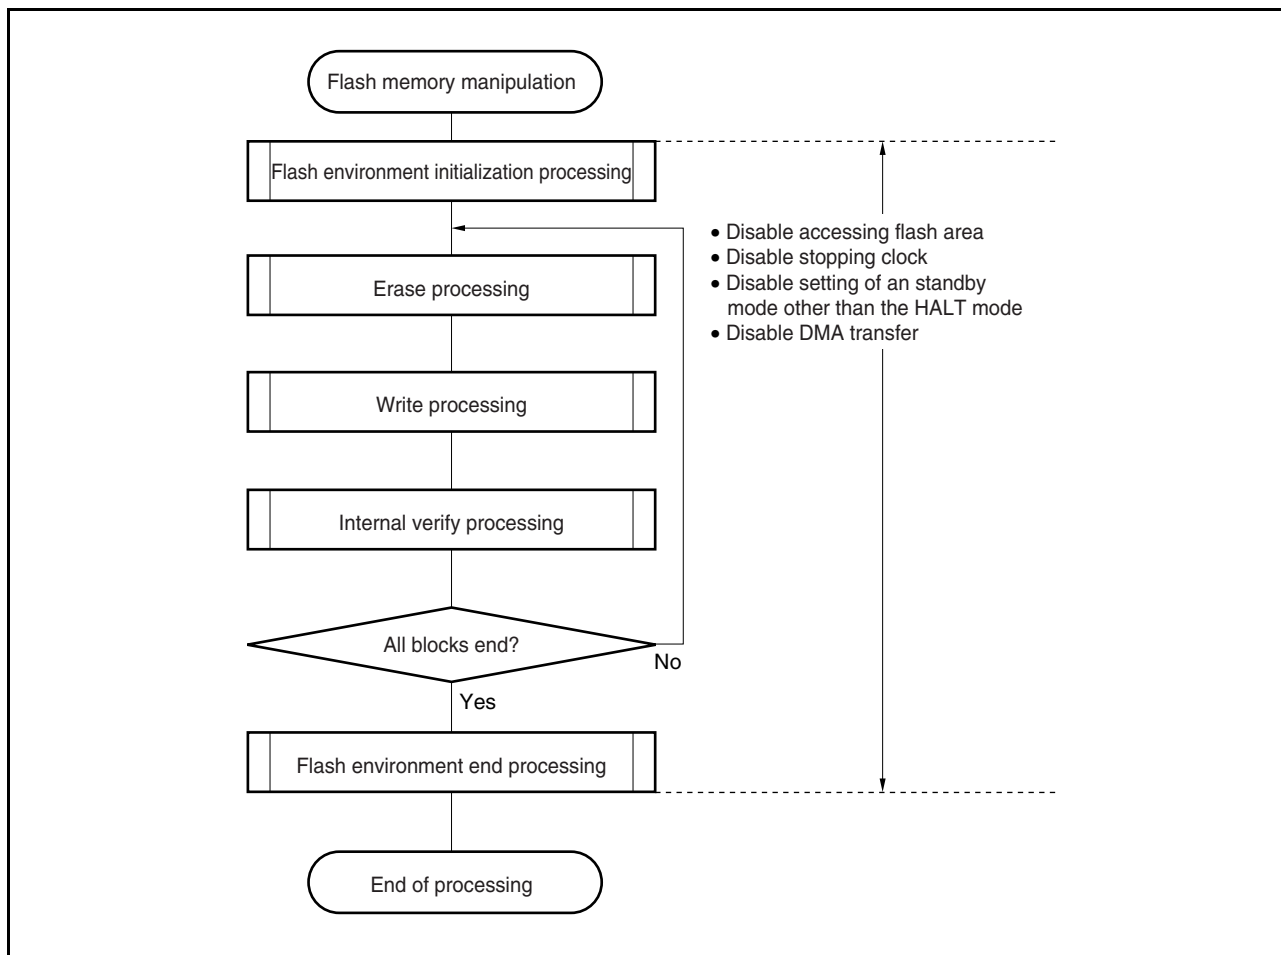 Flash memory manipulation
Flash environment initialization processing
• Disable accessing flash area
• Disable stopping clock
• Disable setting of an standby
mode other than the HALT mode
• Disable DMA transfer
Erase processing
Write processing
Internal verify processing
All blocks end?
No
Yes
Flash environment end processing
End of processing